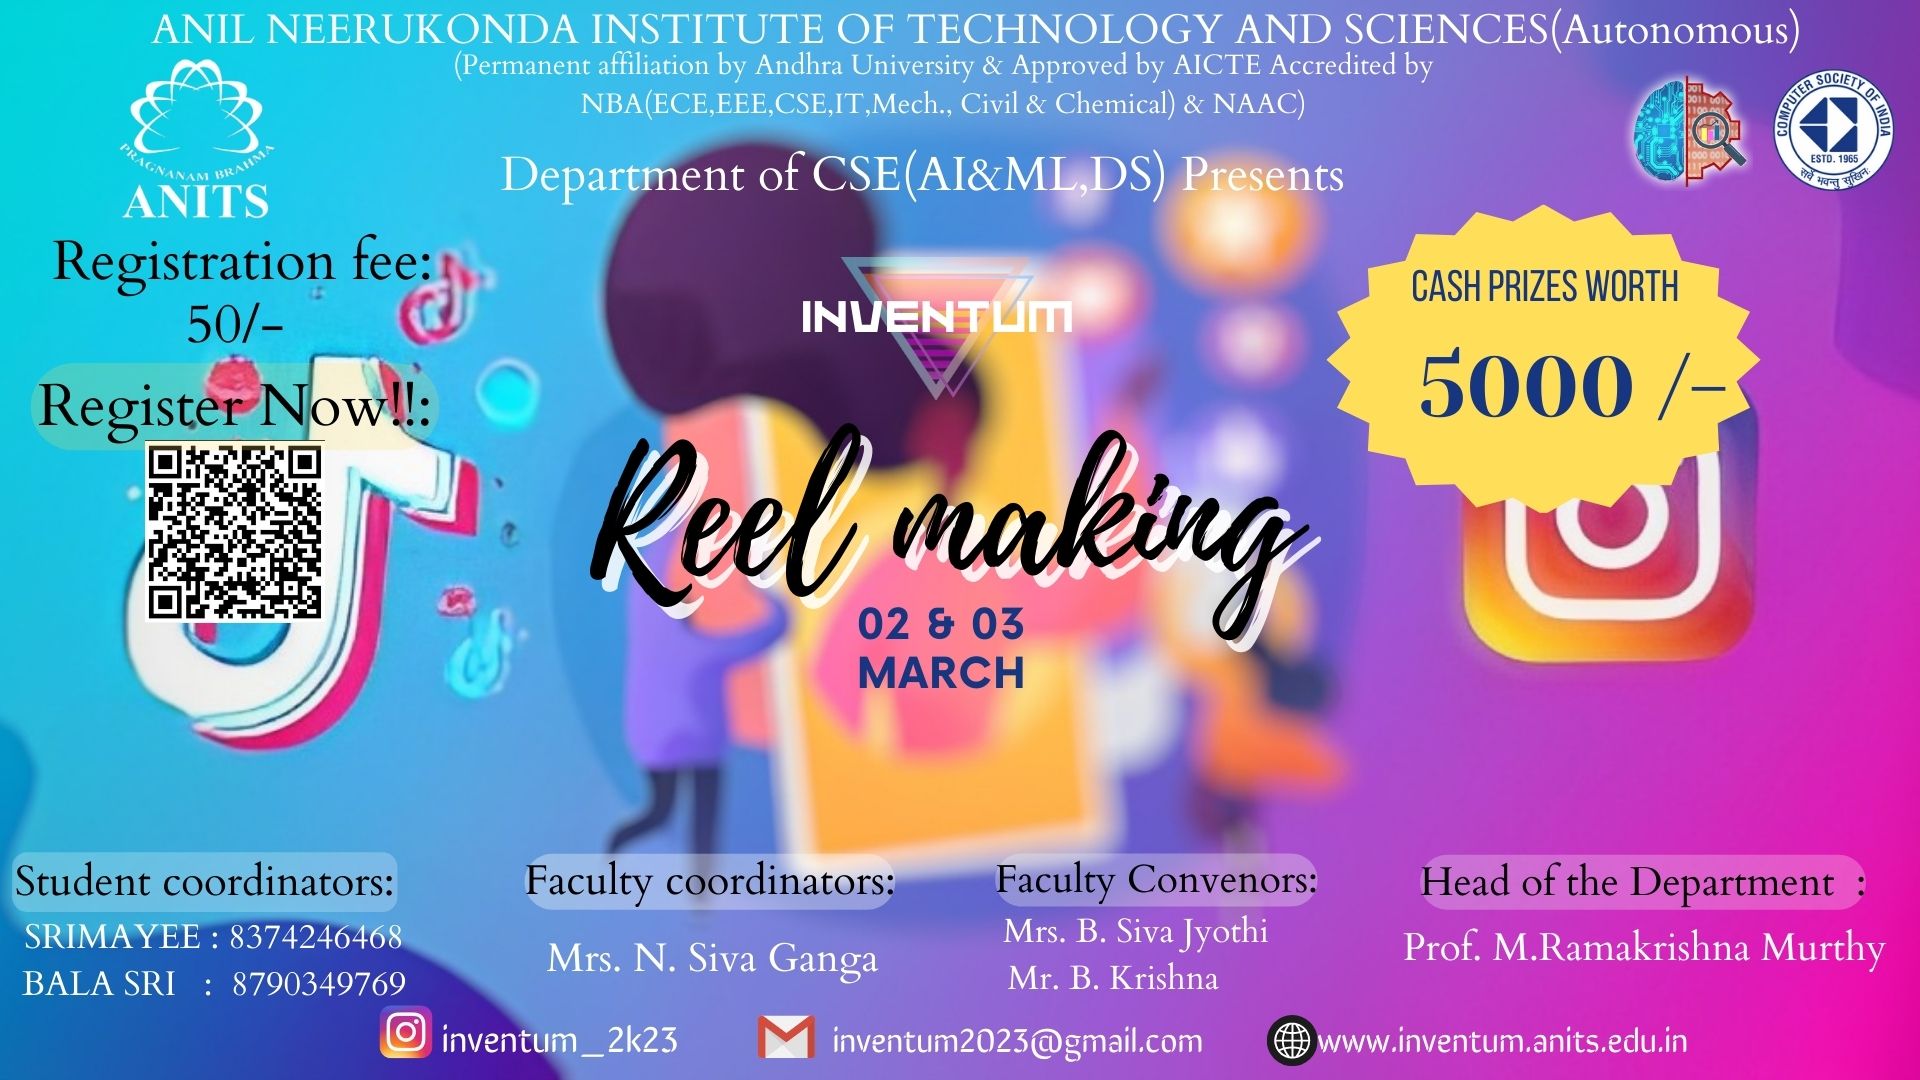 ANIL NEERUKONDA INSTITUTE OF TECHNOLOGY AND SCIENCES(Autonomous)
(Permanent affiliation by Andhra University & Approved by AICTE Accredited by
NBA(ECE,EEE,CSE,IT,Mech., Civil & Chemical) & NAAC)
PRAGNANAM BRAHMA
ANITS
COMPUTER SOCIETY OF INDIA
ESTD. 1965
सर्वे भवन्तु सुखिनः
Department of CSE(AI&ML,DS) Presents
Registration fee:
50/-
Register Now!!:
INVENTUM
CASH PRIZES WORTH
5000 /-
Reel making
02 & 03
MARCH
Student coordinators:
SRIMAYEE : 8374246468
BALA SRI : 8790349769
Faculty coordinators:
Mrs. N. Siva Ganga
Faculty Convenors:
Mrs. B. Siva Jyothi
Mr. B. Krishna
Head of the Department :
Prof. M.Ramakrishna Murthy
inventum_2k23
inventum2023@gmail.com
www.inventum.anits.edu.in